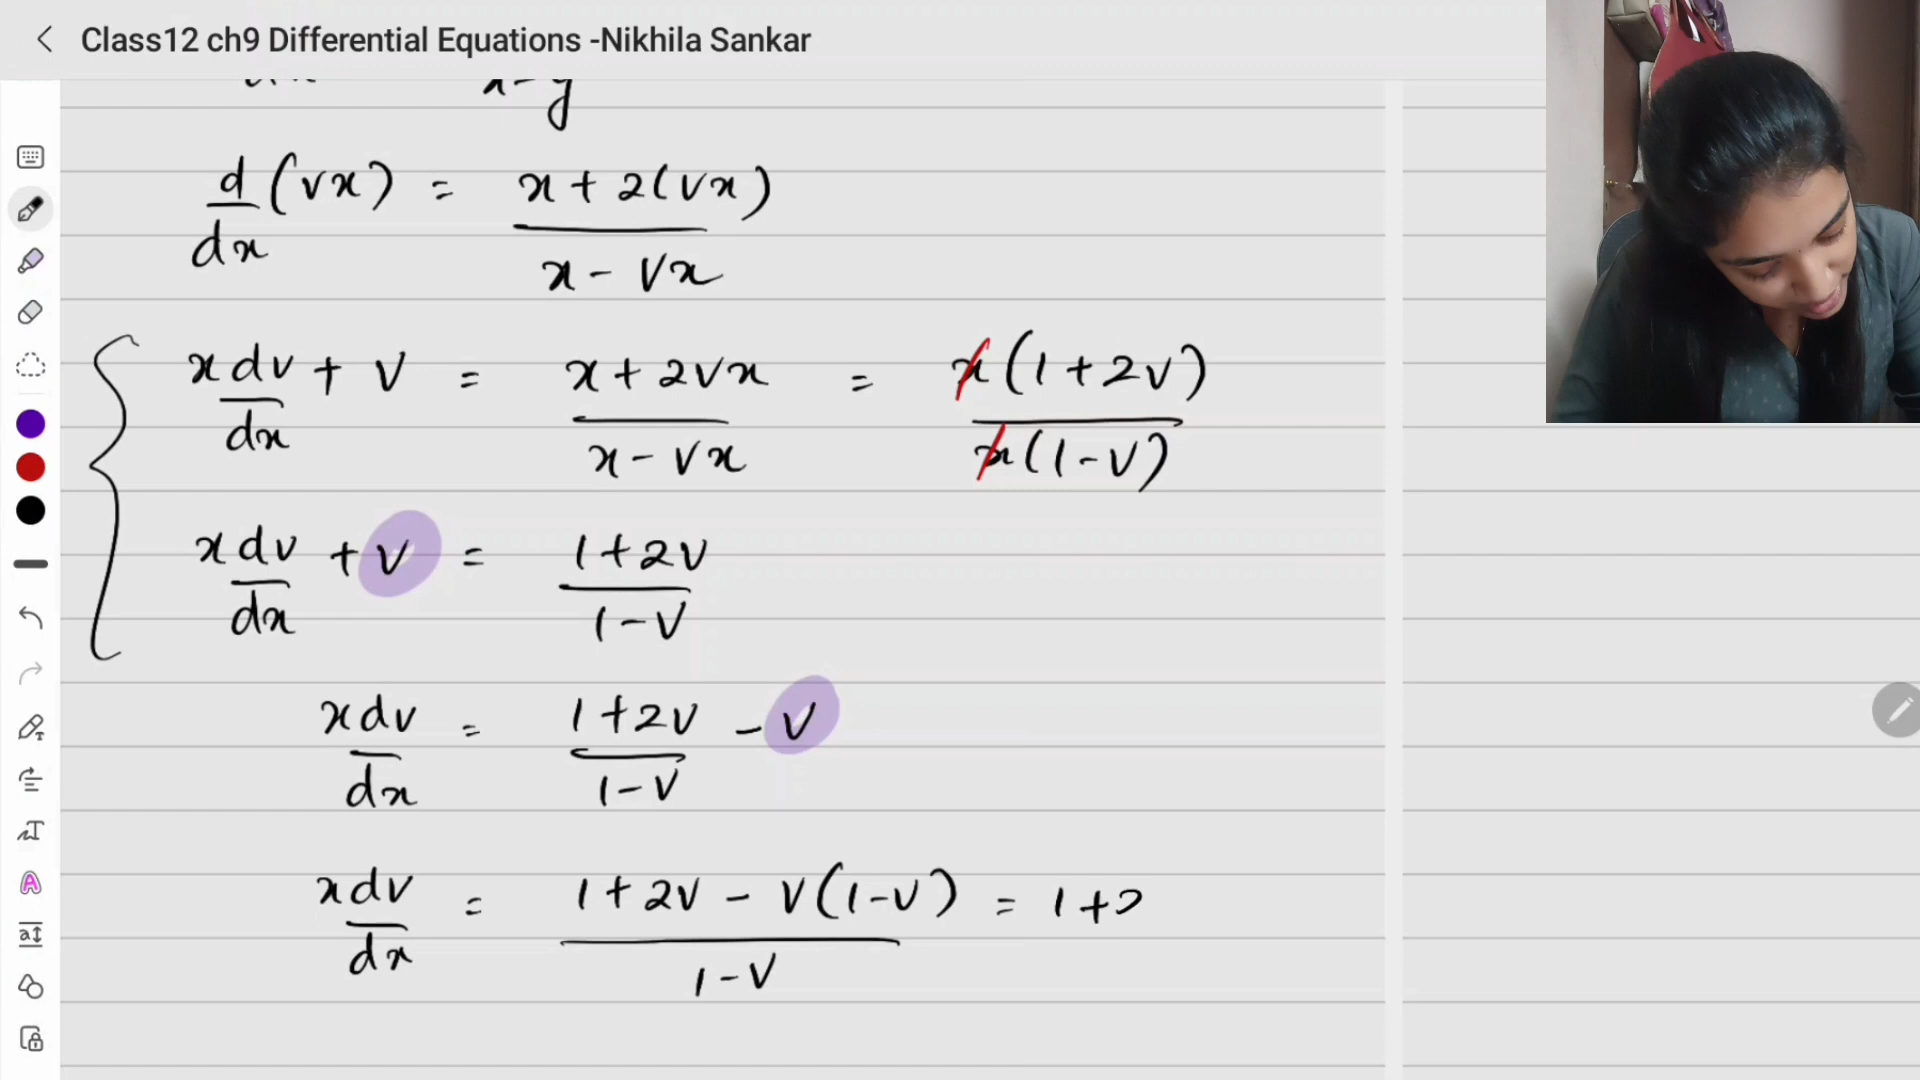 Class12 ch9 Differential Equations -Nikhila Sankar
x-y
d/dx (vx) = x + 2(vx) / x - vx
x dv/dx + v = x + 2vx / x - vx = x(1+2v) / x(1-v)
x dv/dx + v = 1+2v / 1-v
x dv/dx = 1+2v / 1-v - v
x dv/dx = 1+2v - v(1-v) / 1-v = 1+2